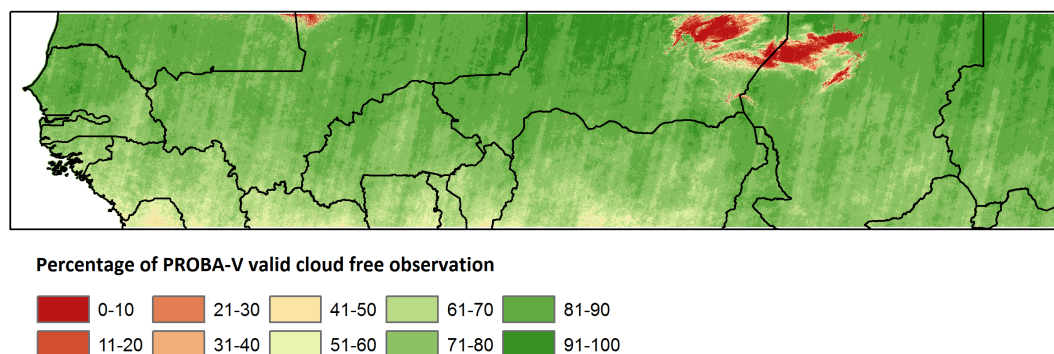 Percentage of PROBA-V valid cloud free observation
0-10 21-30 41-50 61-70 81-90
11-20 31-40 51-60 71-80 91-100